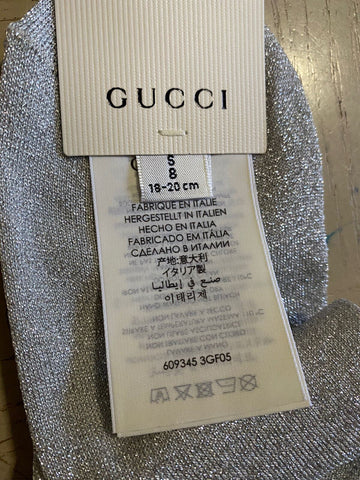 GUCCI
S
8
18-20 cm
FABRIQUÉ EN ITALIE
HERGESTELLT IN ITALIEN
HECHO EN ITALIA
FABRICADO EM ITÁLIA
СДЕЛАНО В ИТАЛИИ
产地:意大利
イタリア製
صنع في إيطاليا
이태리제
609345 3GF05